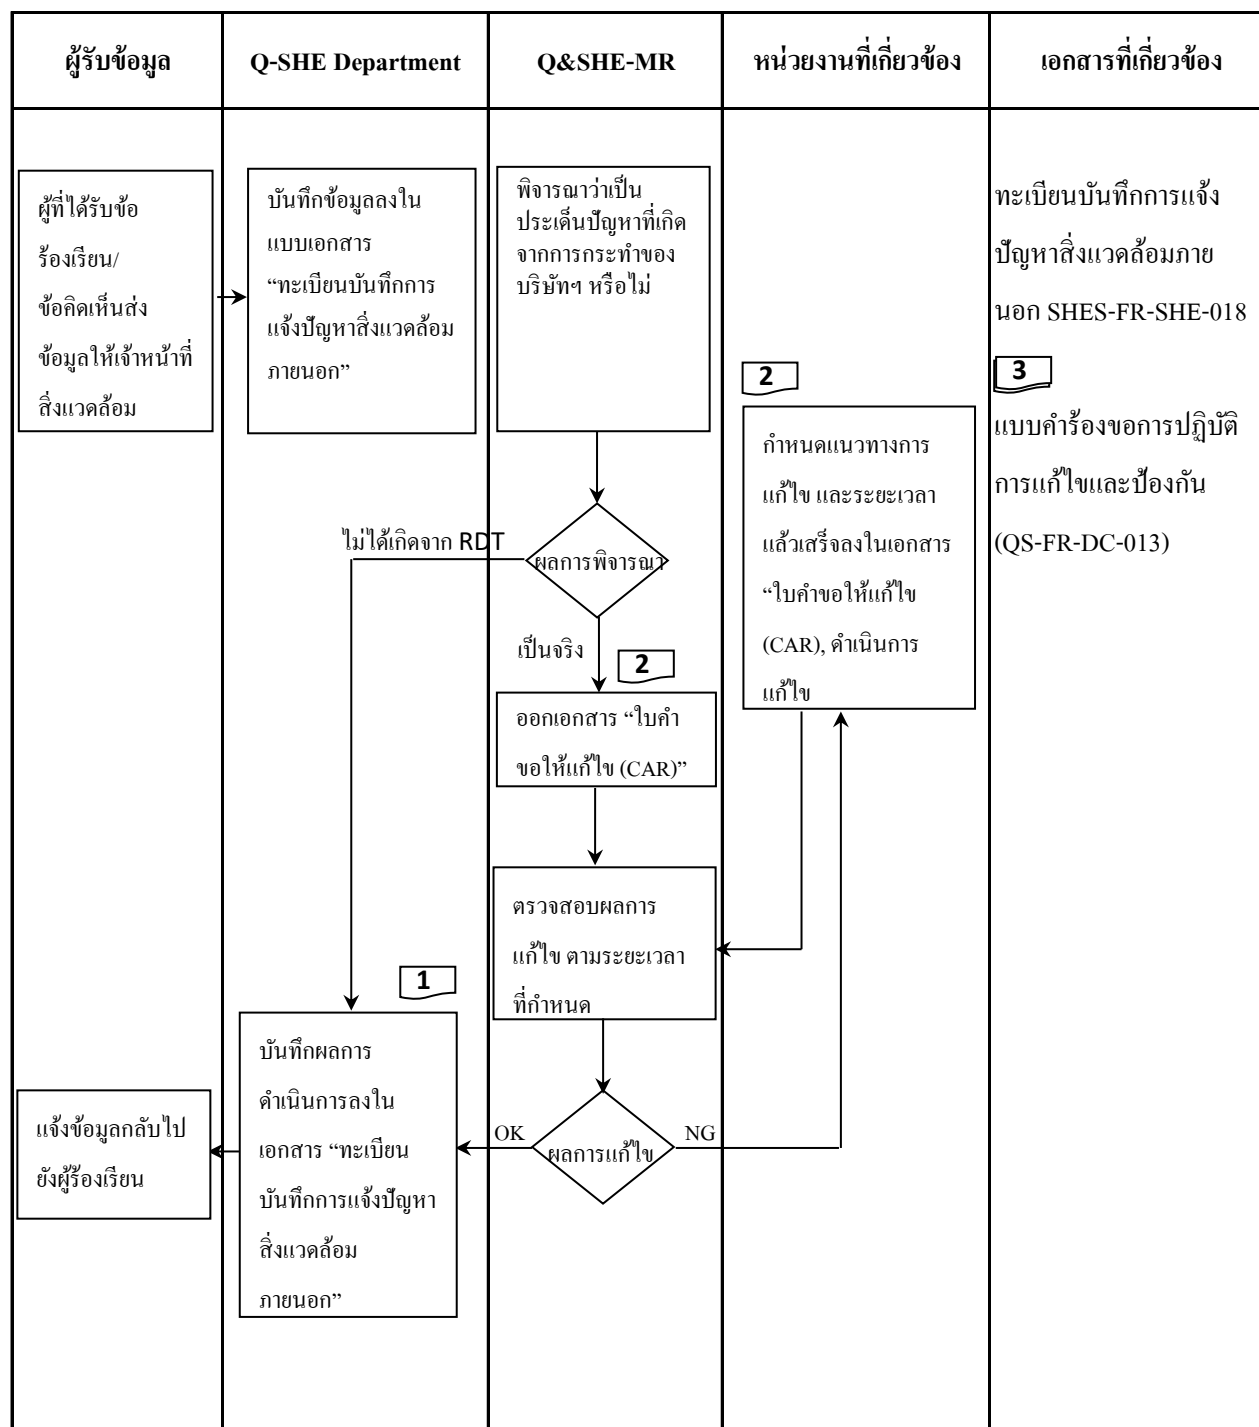 ผู้รับข้อมูล
Q-SHE Department
Q&SHE-MR
หน่วยงานที่เกี่ยวข้อง
เอกสารที่เกี่ยวข้อง
ผู้ที่ได้รับข้อ
ร้องเรียน/
ข้อคิดเห็นส่ง
ข้อมูลให้เจ้าหน้าที่
สิ่งแวดล้อม
บันทึกข้อมูลลงใน
แบบเอกสาร
“ทะเบียนบันทึกการ
แจ้งปัญหาสิ่งแวดล้อม
ภายนอก”
พิจารณาว่าเป็น
ประเด็นปัญหาที่เกิด
จากการกระทำของ
บริษัทฯ หรือไม่
ทะเบียนบันทึกการแจ้ง
ปัญหาสิ่งแวดล้อมภาย
นอก SHES-FR-SHE-018
3
แบบคำร้องขอการปฏิบัติ
การแก้ไขและป้องกัน
(QS-FR-DC-013)
2
กำหนดแนวทางการ
แก้ไข และระยะเวลา
แล้วเสร็จลงในเอกสาร
“ใบคำขอให้แก้ไข
(CAR), ดำเนินการ
แก้ไข
ไม่ได้เกิดจาก RDT
ผลการพิจารณา
เป็นจริง
2
ออกเอกสาร “ใบคำ
ขอให้แก้ไข (CAR)”
ตรวจสอบผลการ
แก้ไข ตามระยะเวลา
ที่กำหนด
1
บันทึกผลการ
ดำเนินการลงใน
เอกสาร “ทะเบียน
บันทึกการแจ้งปัญหา
สิ่งแวดล้อม
ภายนอก”
OK
ผลการแก้ไข
NG
แจ้งข้อมูลกลับไป
ยังผู้ร้องเรียน